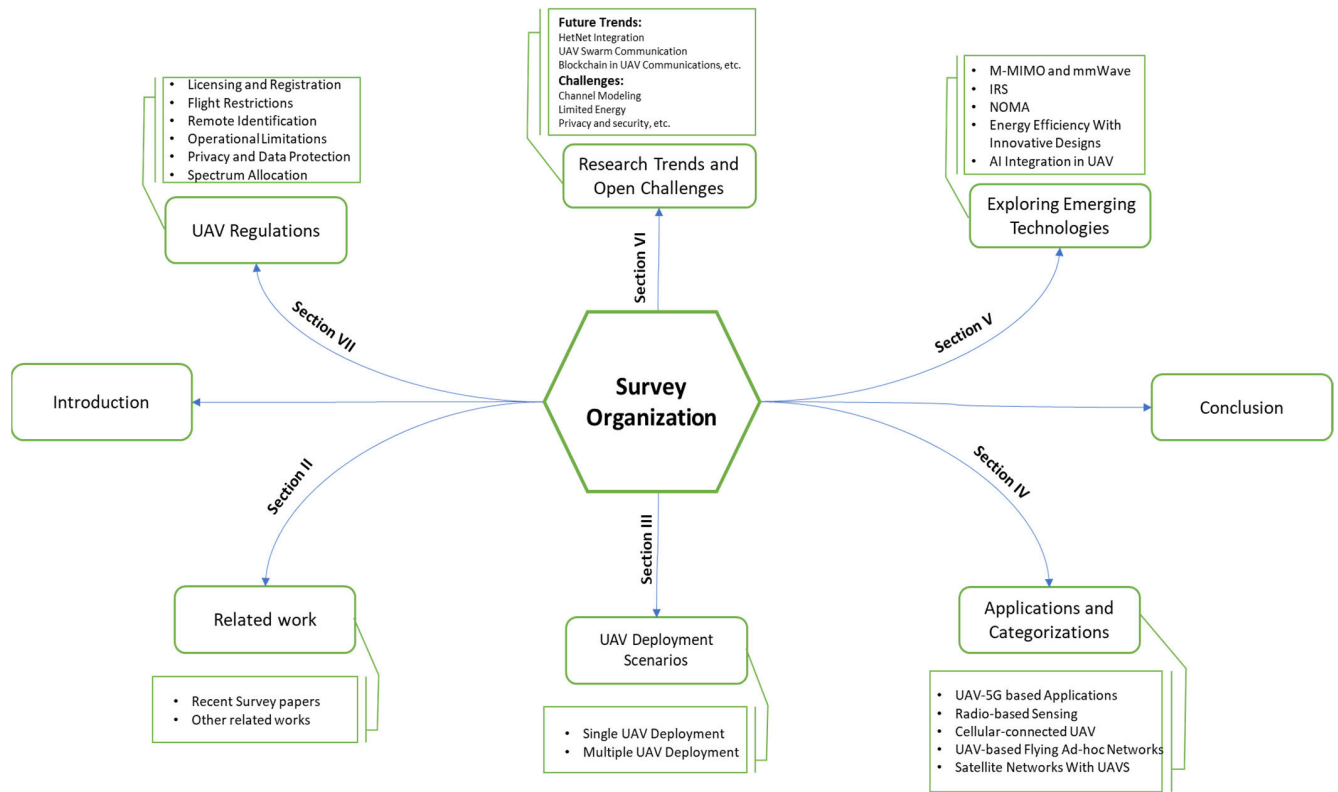 Future Trends:
HetNet Integration
UAV Swarm Communication
Blockchain in UAV Communications, etc.
Challenges:
Channel Modeling
Limited Energy
Privacy and security, etc.
Research Trends and
Open Challenges
• Licensing and Registration
• Flight Restrictions
• Remote Identification
• Operational Limitations
• Privacy and Data Protection
• Spectrum Allocation
UAV Regulations
• M-MIMO and mmWave
• IRS
• NOMA
• Energy Efficiency With
Innovative Designs
• AI Integration in UAV
Exploring Emerging
Technologies
Section VII
Section VI
Section V
Introduction
Survey
Organization
Conclusion
Section II
Section III
Section IV
Related work
• Recent Survey papers
• Other related works
UAV Deployment
Scenarios
• Single UAV Deployment
• Multiple UAV Deployment
Applications and
Categorizations
• UAV-5G based Applications
• Radio-based Sensing
• Cellular-connected UAV
• UAV-based Flying Ad-hoc Networks
• Satellite Networks With UAVS